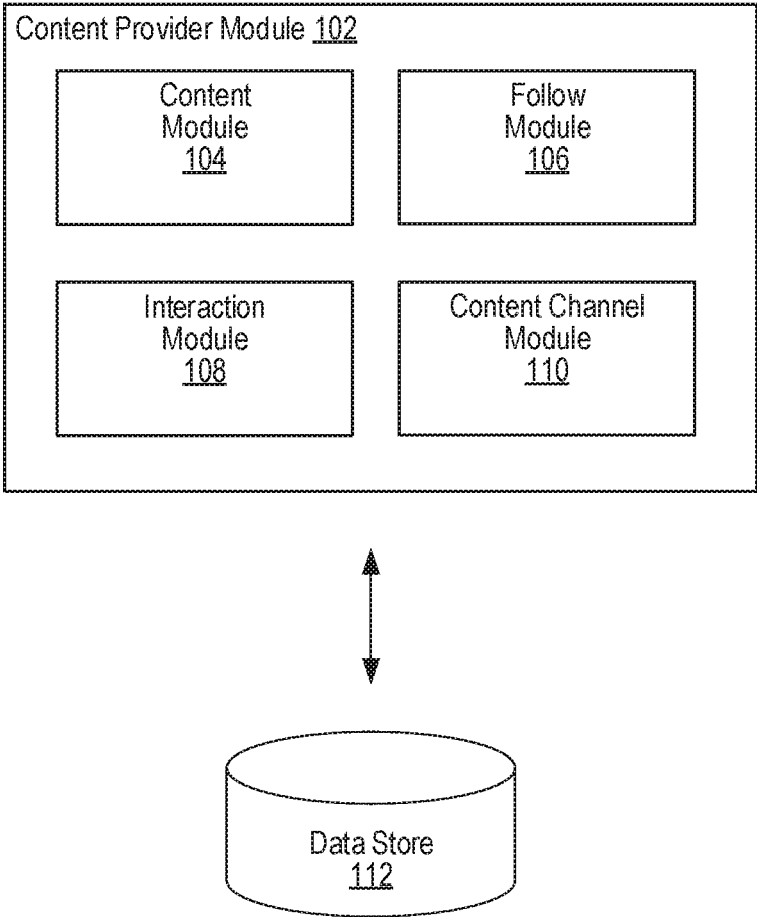 Content Provider Module 102
Content
Module
104
Follow
Module
106
Interaction
Module
108
Content Channel
Module
110
Data Store
112